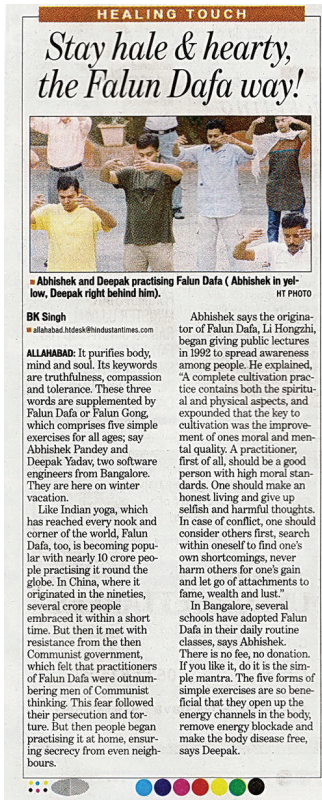 HEALING TOUCH
Stay hale & hearty,
the Falun Dafa way!
Abhishek and Deepak practising Falun Dafa ( Abhishek in yel-
low, Deepak right behind him).
HT PHOTO
BK Singh
allahabad.htdesk@hindustantimes.com
ALLAHABAD: It purifies body,
mind and soul. Its keywords
are truthfulness, compassion
and tolerance. These three
words are supplemented by
Falun Dafa or Falun Gong,
which comprises five simple
exercises for all ages; say
Abhishek Pandey and
Deepak Yadav, two software
engineers from Bangalore.
They are here on winter
vacation.
Like Indian yoga, which
has reached every nook and
corner of the world, Falun
Dafa, too, is becoming popu-
lar with nearly 10 crore peo-
ple practising it round the
globe. In China, where it
originated in the nineties,
several crore people
embraced it within a short
time. But then it met with
resistance from the then
Communist government,
which felt that practitioners
of Falun Dafa were outnum-
bering men of Communist
thinking. This fear followed
their persecution and tor-
ture. But then people began
practising it at home, ensur-
ing secrecy from even neigh-
bours.
Abhishek says the origina-
tor of Falun Dafa, Li Hongzhi,
began giving public lectures
in 1992 to spread awareness
among people. He explained,
"A complete cultivation prac-
tice contains both the spiritu-
al and physical aspects, and
expounded that the key to
cultivation was the improve-
ment of ones moral and men-
tal quality. A practitioner,
first of all, should be a good
person with high moral stan-
dards. One should make an
honest living and give up
selfish and harmful thoughts.
In case of conflict, one should
consider others first, search
within oneself to find one's
own shortcomings, never
harm others for one's gain
and let go of attachments to
fame, wealth and lust."
In Bangalore, several
schools have adopted Falun
Dafa in their daily routine
classes, says Abhishek.
There is no fee, no donation.
If you like it, do it is the sim-
ple mantra. The five forms of
simple exercises are so bene-
ficial that they open up the
energy channels in the body,
remove energy blockade and
make the body disease free,
says Deepak.